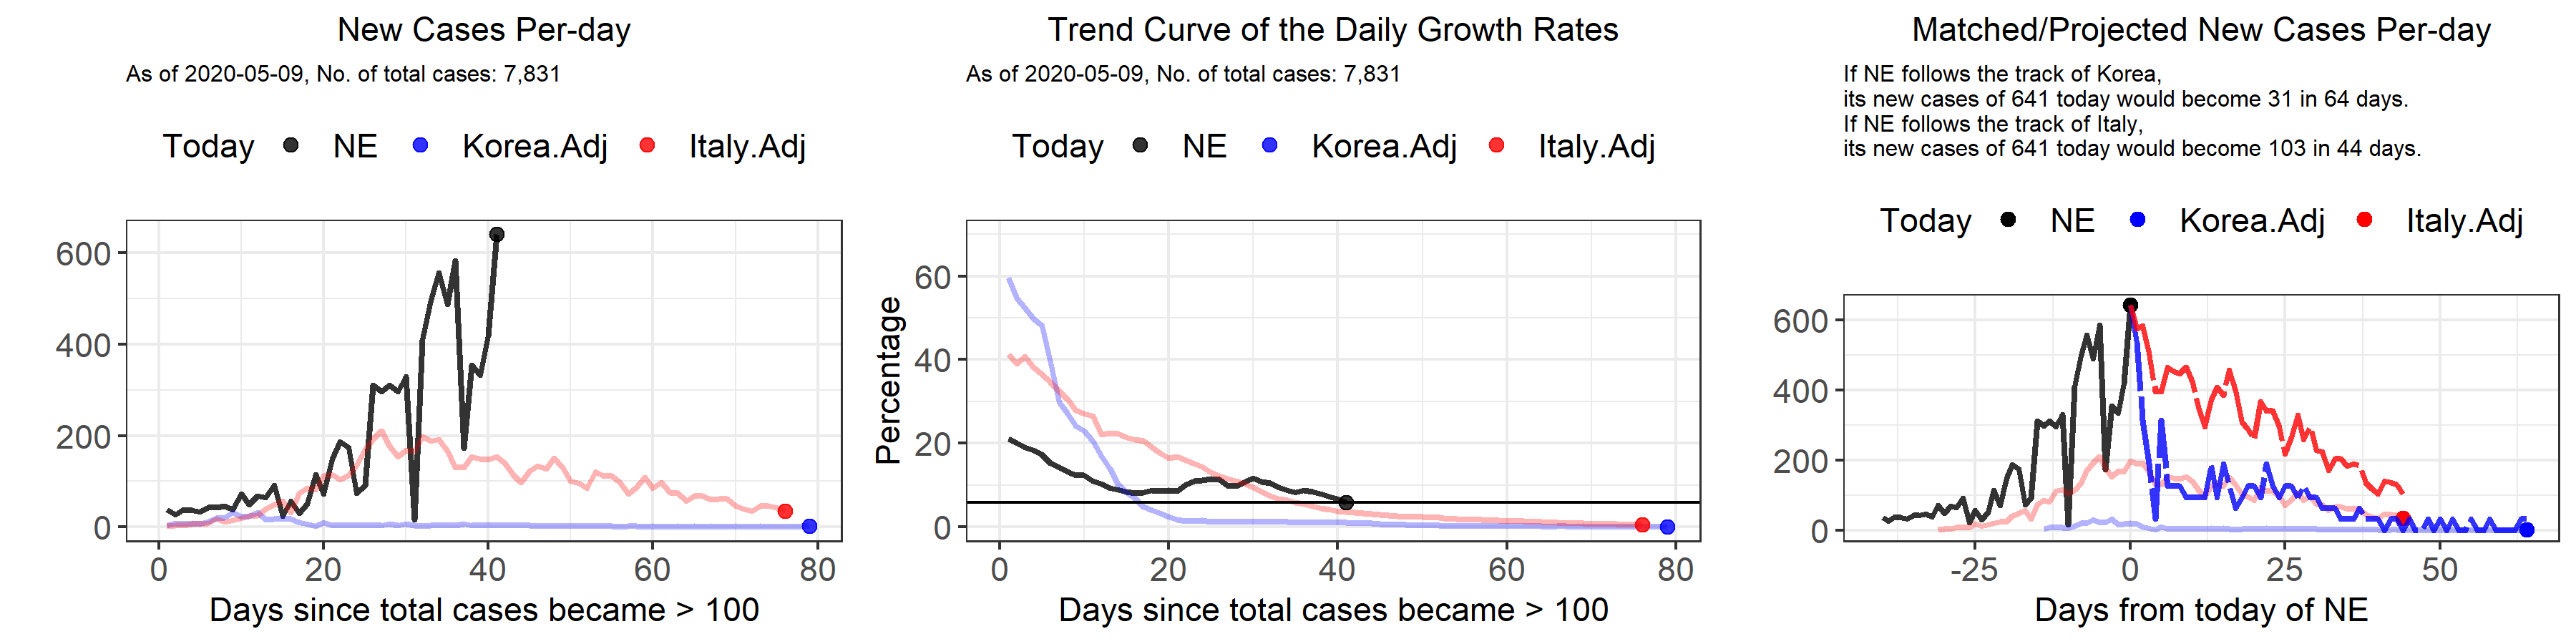 New Cases Per-day
As of 2020-05-09, No. of total cases: 7,831
Today NE Korea.Adj Italy.Adj
600
400
200
0
0 20 40 60 80
Days since total cases became > 100
Trend Curve of the Daily Growth Rates
As of 2020-05-09, No. of total cases: 7,831
Today NE Korea.Adj Italy.Adj
Percentage
60
40
20
0
0 20 40 60 80
Days since total cases became > 100
Matched/Projected New Cases Per-day
If NE follows the track of Korea,
its new cases of 641 today would become 31 in 64 days.
If NE follows the track of Italy,
its new cases of 641 today would become 103 in 44 days.
Today NE Korea.Adj Italy.Adj
600
400
200
0
-25 0 25 50
Days from today of NE